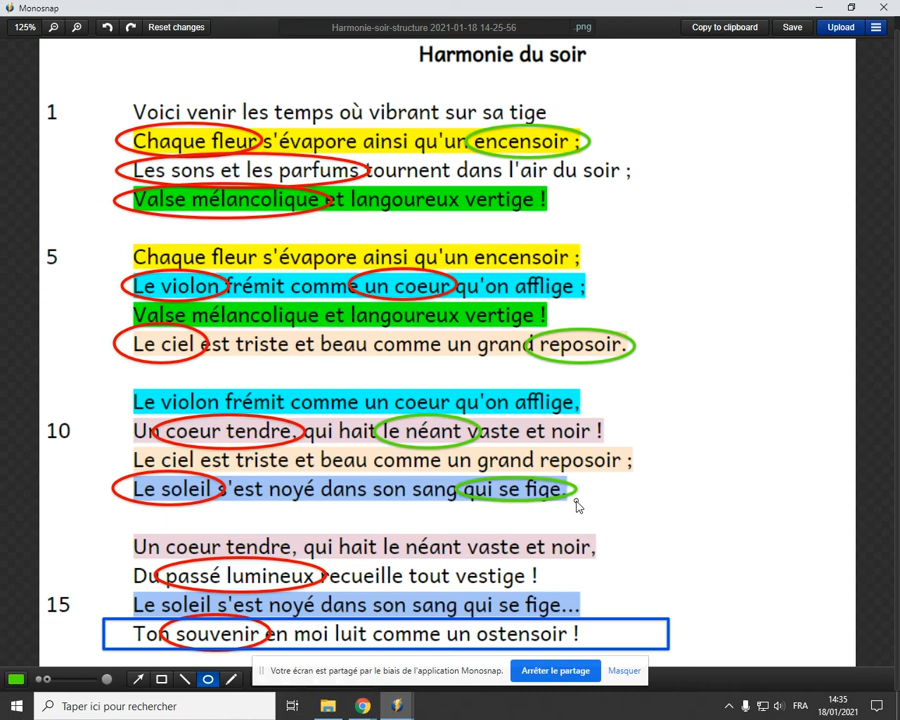 Monosnap
125%
Reset changes
Harmonie-soir-structure 2021-01-18 14-25-56
png
Copy to clipboard
Save
Upload
Harmonie du soir
1
Voici venir les temps où vibrant sur sa tige
Chaque fleur s'évapore ainsi qu'un encensoir ;
Les sons et les parfums tournent dans l'air du soir ;
Valse mélancolique et langoureux vertige !
5
Chaque fleur s'évapore ainsi qu'un encensoir ;
Le violon frémit comme un coeur qu'on afflige ;
Valse mélancolique et langoureux vertige !
Le ciel est triste et beau comme un grand reposoir.
Le violon frémit comme un coeur qu'on afflige,
10
Un coeur tendre, qui hait le néant vaste et noir !
Le ciel est triste et beau comme un grand reposoir ;
Le soleil s'est noyé dans son sang qui se fige.
Un coeur tendre, qui hait le néant vaste et noir,
Du passé lumineux recueille tout vestige !
15
Le soleil s'est noyé dans son sang qui se fige...
Ton souvenir en moi luit comme un ostensoir !
Votre écran est partagé par le biais de l'application Monosnap.
Arrêter le partage
Masquer
Taper ici pour rechercher
FRA
14:35
18/01/2021